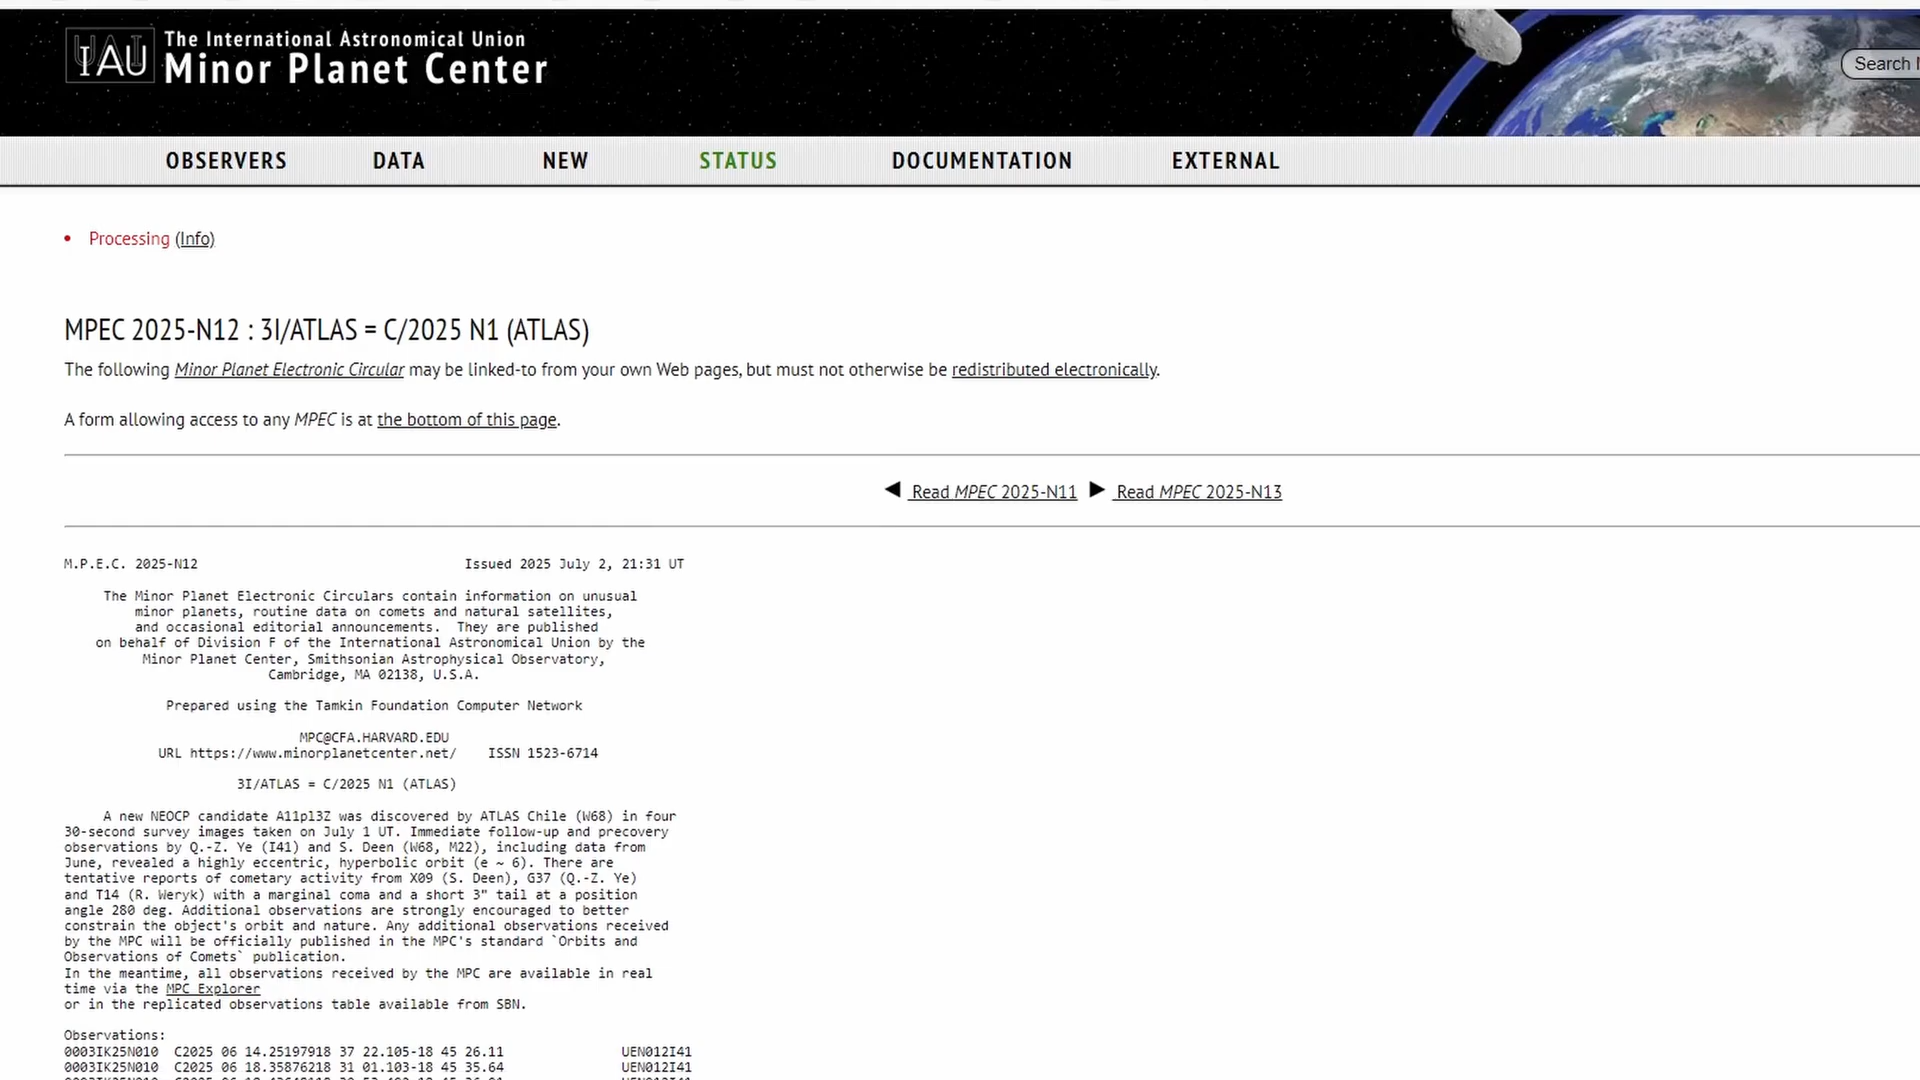 IAU
The International Astronomical Union
Minor Planet Center
Search
OBSERVERS DATA NEW STATUS DOCUMENTATION EXTERNAL
• Processing (Info)
MPEC 2025-N12 : 3I/ATLAS = C/2025 N1 (ATLAS)
The following Minor Planet Electronic Circular may be linked-to from your own Web pages, but must not otherwise be redistributed electronically.
A form allowing access to any MPEC is at the bottom of this page.
◀ Read MPEC 2025-N11 ▶ Read MPEC 2025-N13
M.P.E.C. 2025-N12 Issued 2025 July 2, 21:31 UT
The Minor Planet Electronic Circulars contain information on unusual
minor planets, routine data on comets and natural satellites,
and occasional editorial announcements. They are published
on behalf of Division F of the International Astronomical Union by the
Minor Planet Center, Smithsonian Astrophysical Observatory,
Cambridge, MA 02138, U.S.A.
Prepared using the Tamkin Foundation Computer Network
MPC@CFA.HARVARD.EDU
URL https://www.minorplanetcenter.net/ ISSN 1523-6714
3I/ATLAS = C/2025 N1 (ATLAS)
A new NEOCP candidate A11pl3Z was discovered by ATLAS Chile (W68) in four
30-second survey images taken on July 1 UT. Immediate follow-up and precovery
observations by Q.-Z. Ye (I41) and S. Deen (W68, M22), including data from
June, revealed a highly eccentric, hyperbolic orbit (e ~ 6). There are
tentative reports of cometary activity from X09 (S. Deen), G37 (Q.-Z. Ye)
and T14 (R. Weryk) with a marginal coma and a short 3" tail at a position
angle 280 deg. Additional observations are strongly encouraged to better
constrain the object's orbit and nature. Any additional observations received
by the MPC will be officially published in the MPC's standard `Orbits and
Observations of Comets` publication.
In the meantime, all observations received by the MPC are available in real
time via the MPC Explorer
or in the replicated observations table available from SBN.
Observations:
0003IK25N010 C2025 06 14.25197918 37 22.105-18 45 26.11 UEN012I41
0003IK25N010 C2025 06 18.35876218 31 01.103-18 45 35.64 UEN012I41